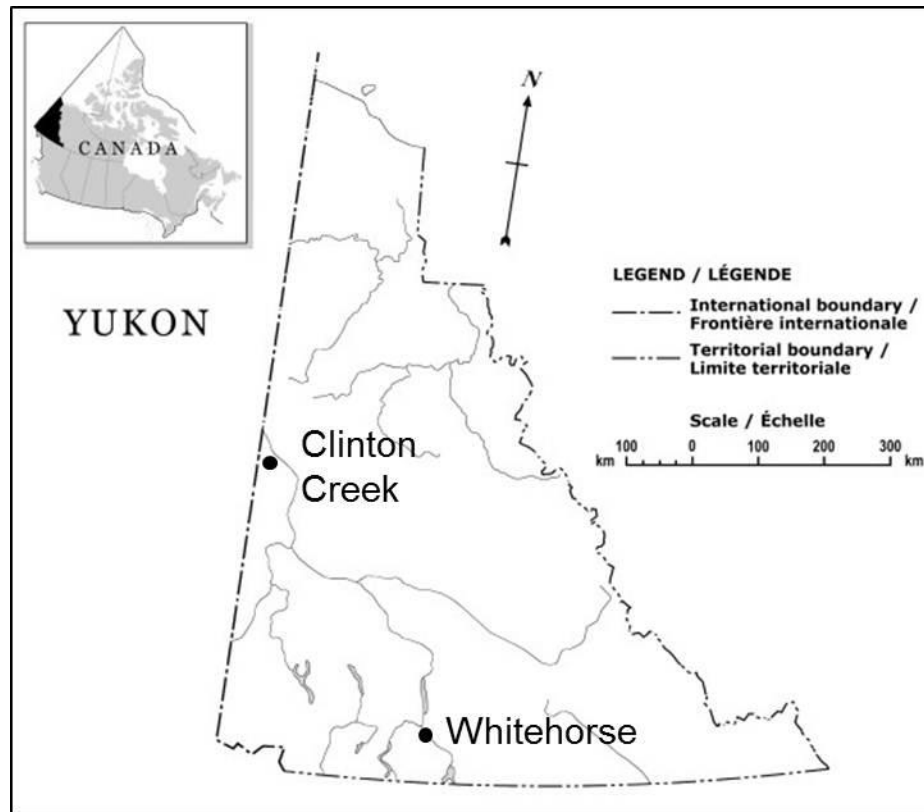 CANADA
YUKON
N
LEGEND / LÉGENDE
International boundary /
Frontière internationale
Territorial boundary /
Limite territoriale
Scale / Échelle
100 0 100 200 300
km km
Clinton
Creek
Whitehorse